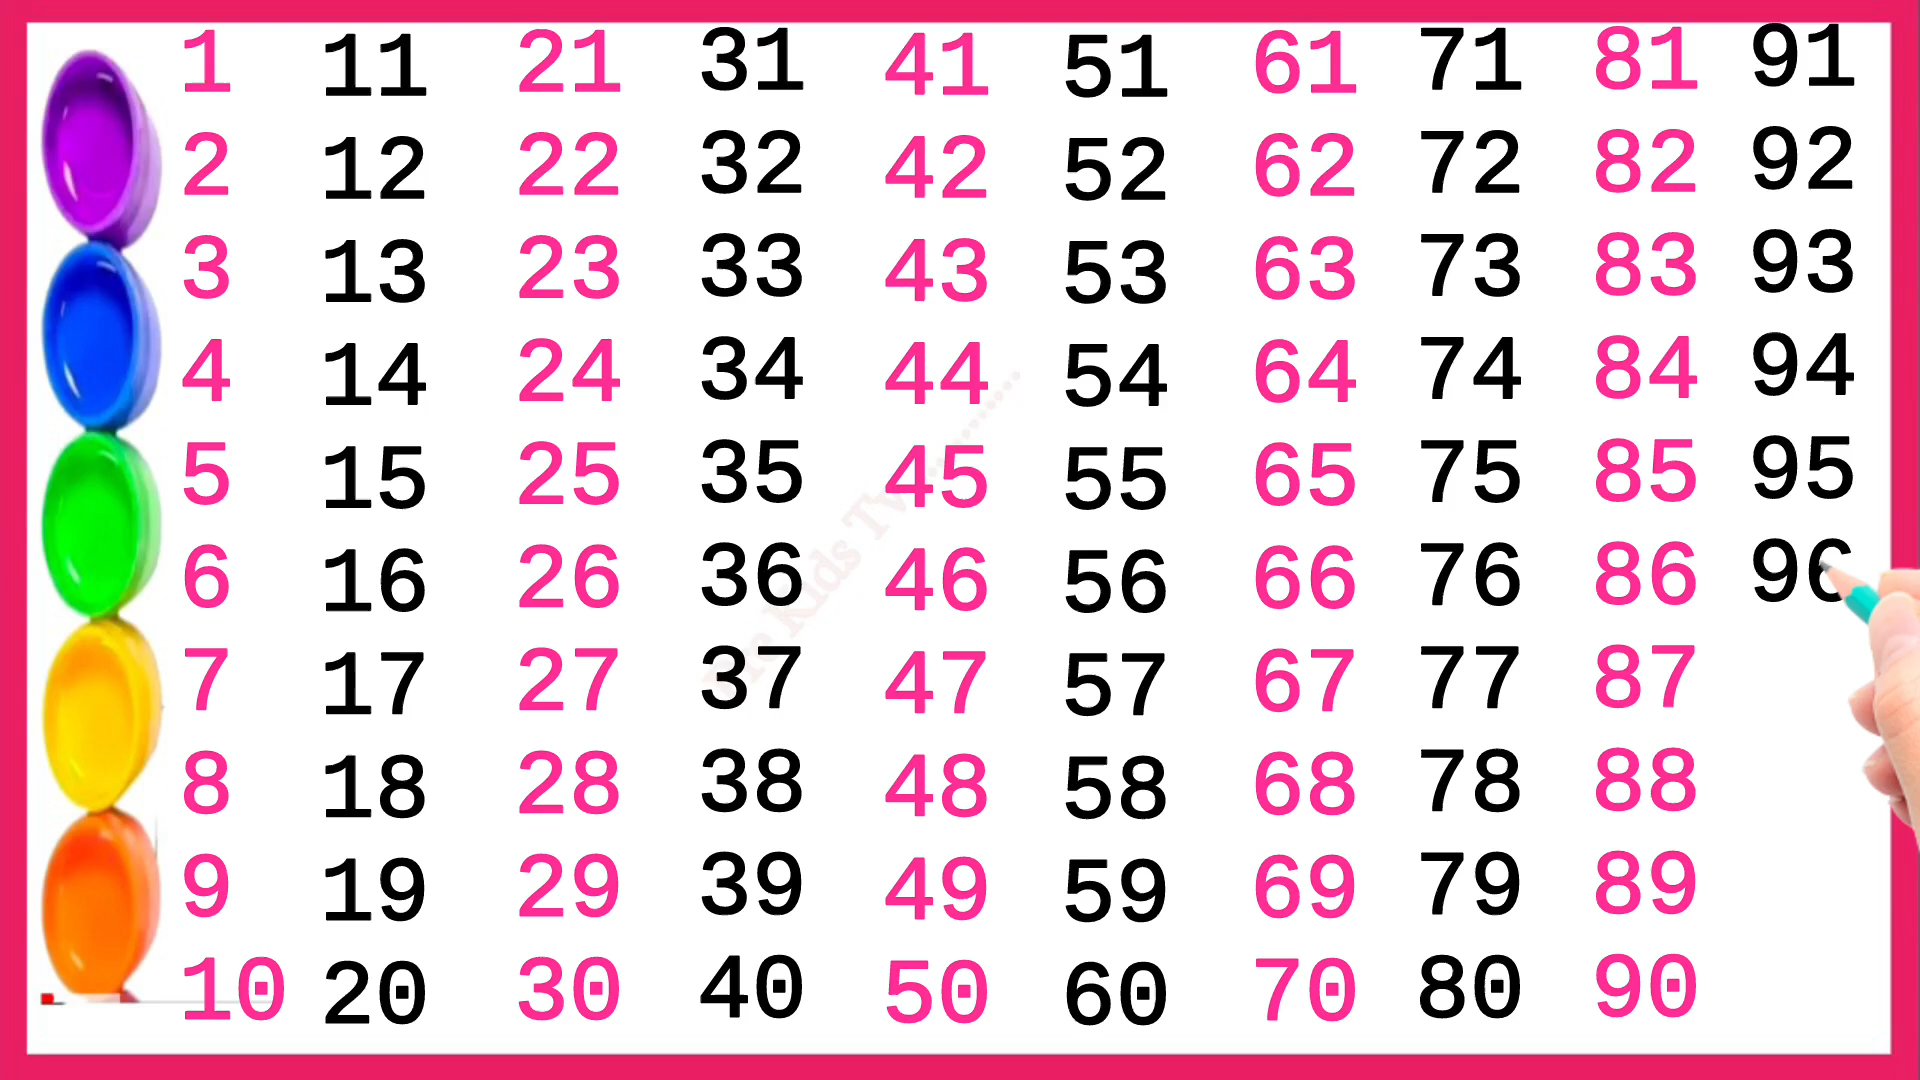 1 11 21 31 41 51 61 71 81 91
2 12 22 32 42 52 62 72 82 92
3 13 23 33 43 53 63 73 83 93
4 14 24 34 44 54 64 74 84 94
5 15 25 35 45 55 65 75 85 95
6 16 26 36 46 56 66 76 86 96
7 17 27 37 47 57 67 77 87
8 18 28 38 48 58 68 78 88
9 19 29 39 49 59 69 79 89
10 20 30 40 50 60 70 80 90
Kids Tv